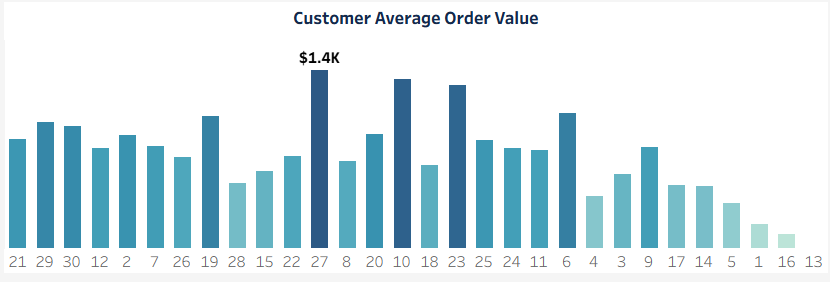 Customer Average Order Value
$1.4K
21 29 30 12 2 7 26 19 28 15 22 27 8 20 10 18 23 25 24 11 6 4 3 9 17 14 5 1 16 13